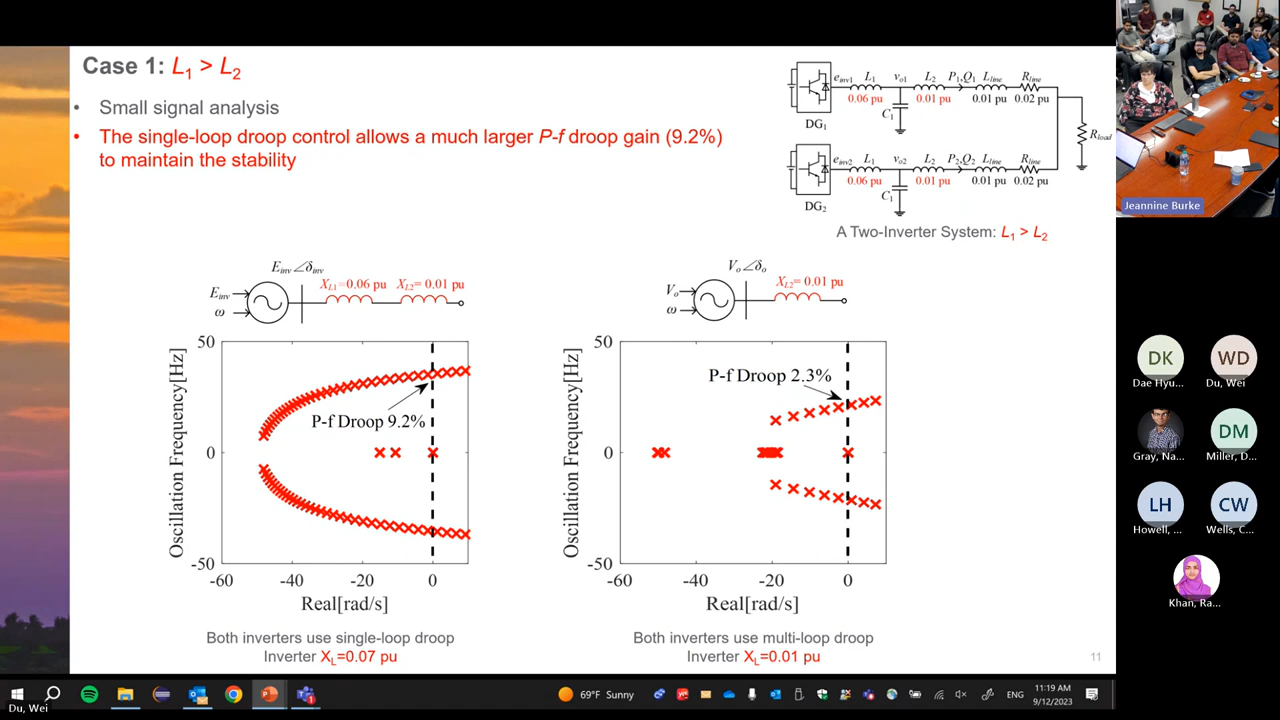 Case 1: L1 > L2
• Small signal analysis
• The single-loop droop control allows a much larger P-f droop gain (9.2%)
to maintain the stability
einv1 L1 vo1 L2 P1,Q1 Lline Rline
0.06 pu 0.01 pu 0.01 pu 0.02 pu
C1
DG1
Rload
einv2 L1 vo2 L2 P2,Q2 Lline Rline
0.06 pu 0.01 pu 0.01 pu 0.02 pu
C1
DG2
A Two-Inverter System: L1 > L2
Einv∠δinv
XL1=0.06 pu XL2=0.01 pu
Einv
ω
Vo∠δo
XL2=0.01 pu
Vo
ω
50
0
-50
Oscillation Frequency[Hz]
P-f Droop 9.2%
-60 -40 -20 0
Real[rad/s]
50
0
-50
Oscillation Frequency[Hz]
P-f Droop 2.3%
-60 -40 -20 0
Real[rad/s]
Both inverters use single-loop droop
Inverter XL=0.07 pu
Both inverters use multi-loop droop
Inverter XL=0.01 pu
11
Jeannine Burke
DK
Dae Hyu...
WD
Du, Wei
Gray, Na...
DM
Miller, D...
LH
Howell, ...
CW
Wells, C...
Khan, Ra...
69°F Sunny
ENG
11:19 AM
9/12/2023
Du, Wei